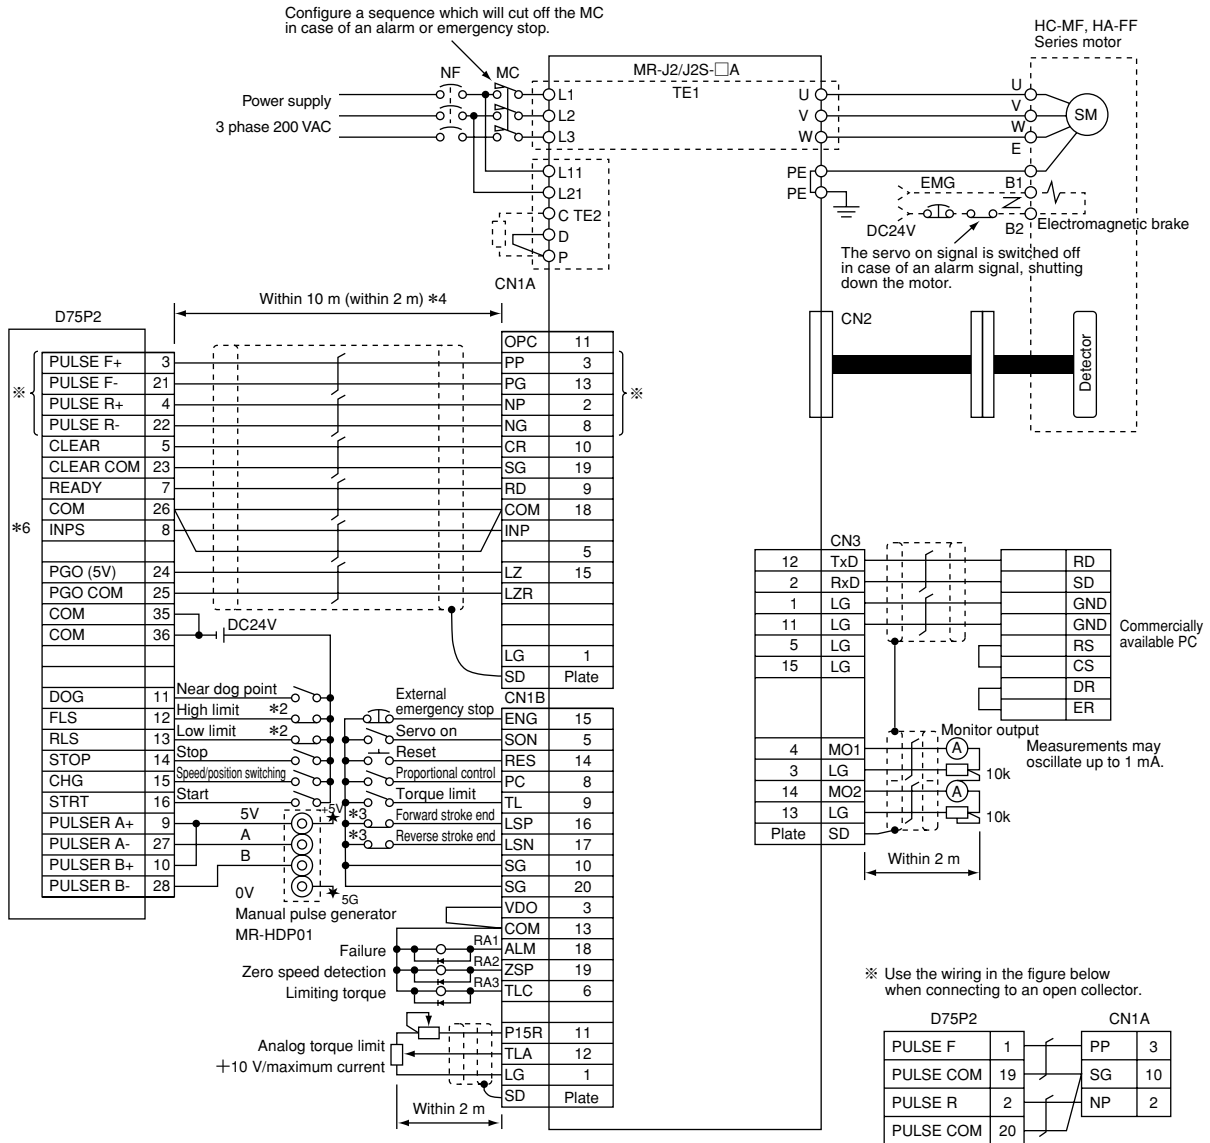 Configure a sequence which will cut off the MC
in case of an alarm or emergency stop.
HC-MF, HA-FF
Series motor
NF
MC
MR-J2/J2S-□A
TE1
Power supply
3 phase 200 VAC
L1
L2
L3
U
V
W
U
V
W
E
SM
L11
L21
C TE2
D
P
PE
PE
EMG
B1
B2
DC24V
Electromagnetic brake
The servo on signal is switched off
in case of an alarm signal, shutting
down the motor.
CN1A
Within 10 m (within 2 m) *4
D75P2
CN2
Detector
OPC 11
※ PULSE F+ 3 PP 3 ※
PULSE F- 21 PG 13
PULSE R+ 4 NP 2
PULSE R- 22 NG 8
CLEAR 5 CR 10
CLEAR COM 23 SG 19
READY 7 RD 9
COM 26 COM 18
*6 INPS 8 INP
5
PGO (5V) 24 LZ 15
PGO COM 25 LZR
COM 35
COM 36 DC24V
LG 1
SD Plate
CN1B
DOG 11 Near dog point
FLS 12 High limit *2
RLS 13 Low limit *2
STOP 14 Stop
CHG 15 Speed/position switching
STRT 16 Start
PULSER A+ 9 5V +5V
PULSER A- 27 A
PULSER B+ 10 B
PULSER B- 28 0V 5G
Manual pulse generator
MR-HDP01
External
emergency stop ENG 15
Servo on SON 5
Reset RES 14
Proportional control PC 8
Torque limit TL 9
*3 Forward stroke end LSP 16
*3 Reverse stroke end LSN 17
SG 10
SG 20
VDO 3
COM 13
Failure RA1 ALM 18
Zero speed detection RA2 ZSP 19
Limiting torque RA3 TLC 6
P15R 11
Analog torque limit
+10 V/maximum current
TLA 12
LG 1
SD Plate
Within 2 m
CN3
12 TxD RD
2 RxD SD
1 LG GND
11 LG GND
5 LG RS
15 LG CS
DR
ER
Commercially
available PC
Monitor output
4 MO1 A
3 LG 10k
14 MO2 A
13 LG 10k
Plate SD
Measurements may
oscillate up to 1 mA.
Within 2 m
※ Use the wiring in the figure below
when connecting to an open collector.
D75P2 CN1A
PULSE F 1 PP 3
PULSE COM 19 SG 10
PULSE R 2 NP 2
PULSE COM 20